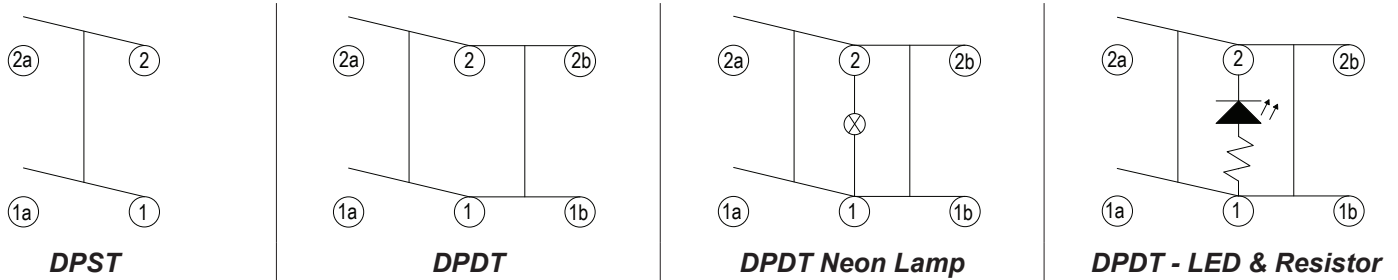 2a 2 2a 2 2b 2a 2 2b 2a 2 2b
1a 1 1a 1 1b 1a 1 1b 1a 1 1b
DPST DPDT DPDT Neon Lamp DPDT - LED & Resistor